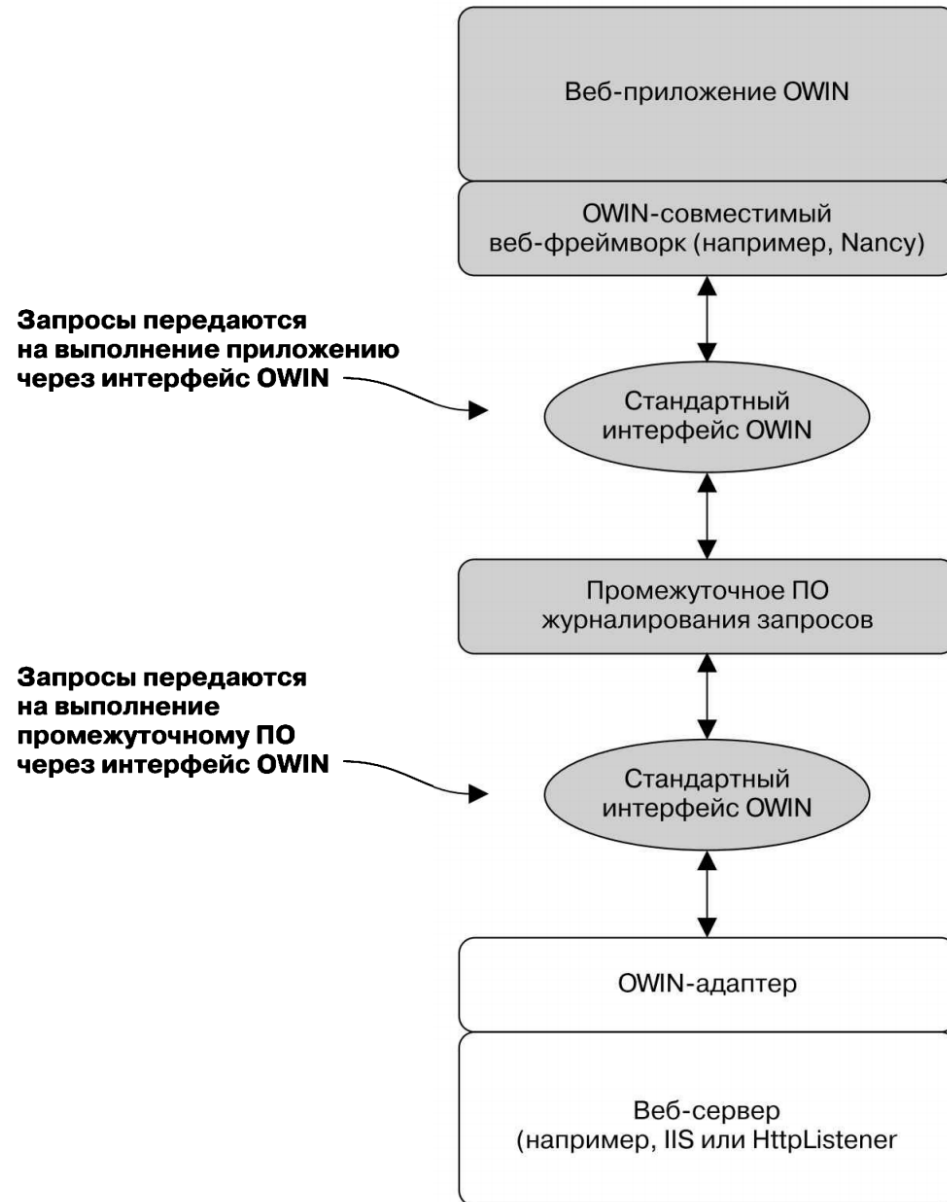 Веб-приложение OWIN
OWIN-совместимый
веб-фреймворк (например, Nancy)
Запросы передаются
на выполнение приложению
через интерфейс OWIN
Стандартный
интерфейс OWIN
Промежуточное ПО
журналирования запросов
Запросы передаются
на выполнение
промежуточному ПО
через интерфейс OWIN
Стандартный
интерфейс OWIN
OWIN-адаптер
Веб-сервер
(например, IIS или HttpListener